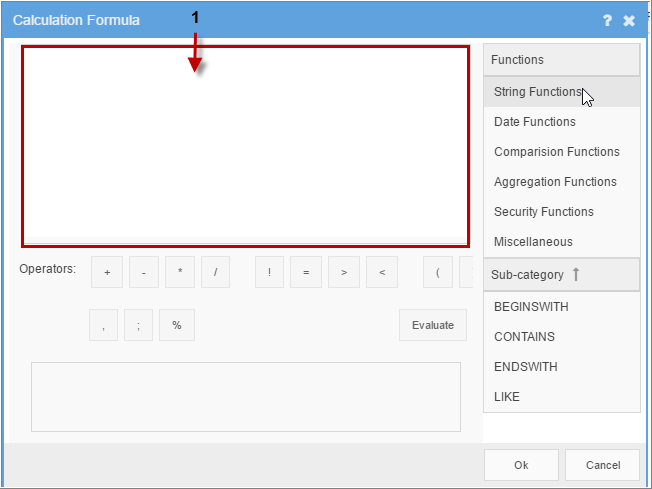 Calculation Formula ? ✖
1
Functions
String Functions
Date Functions
Comparision Functions
Aggregation Functions
Security Functions
Miscellaneous
Operators: + - * / ! = > < (
Sub-category ↑
BEGINSWITH
, ; % Evaluate
CONTAINS
ENDSWITH
LIKE
Ok Cancel